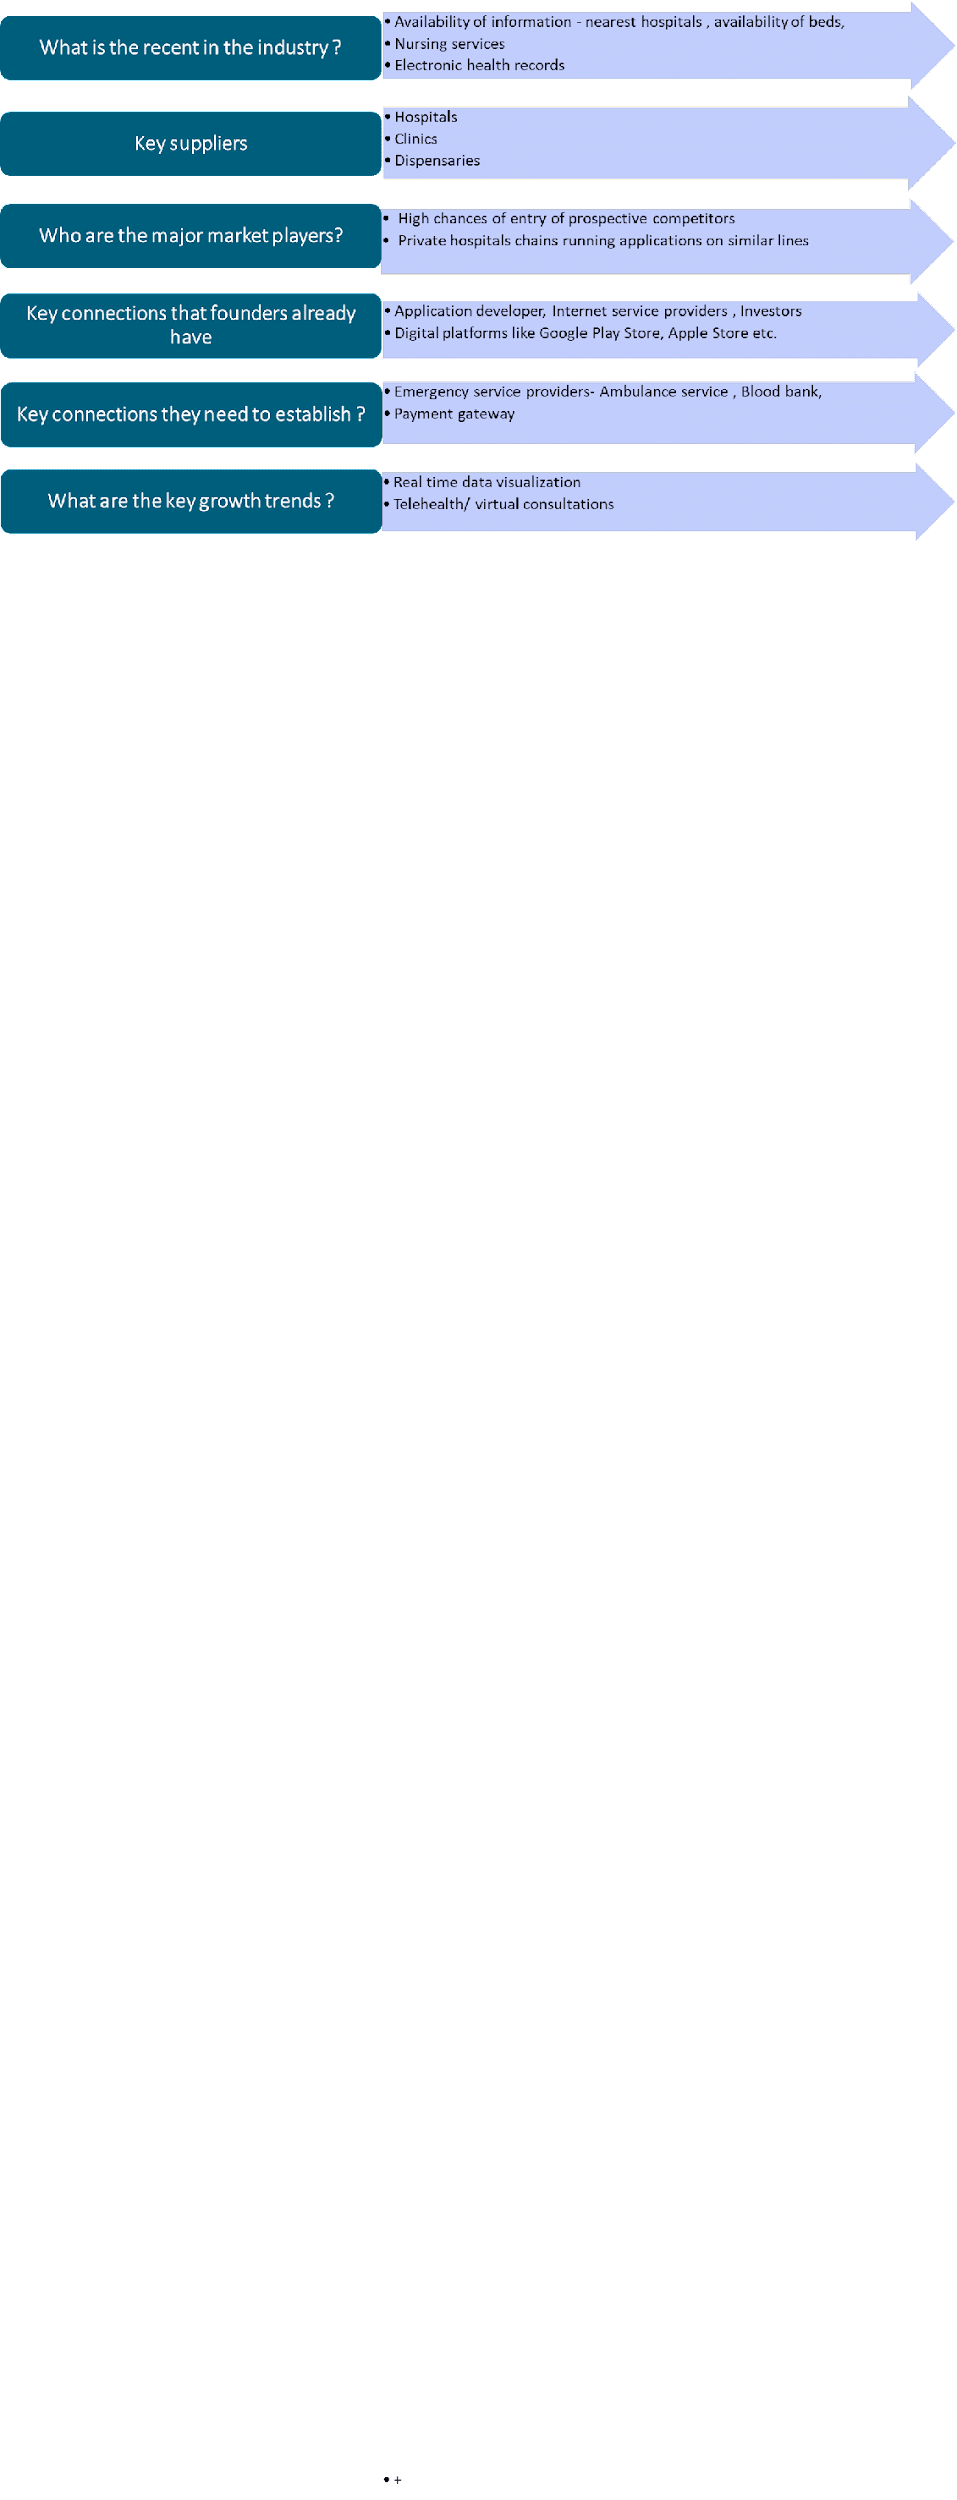 What is the recent in the industry ?
• Availability of information - nearest hospitals , availability of beds,
• Nursing services
• Electronic health records
Key suppliers
• Hospitals
• Clinics
• Dispensaries
Who are the major market players?
• High chances of entry of prospective competitors
• Private hospitals chains running applications on similar lines
Key connections that founders already
have
• Application developer, Internet service providers , Investors
• Digital platforms like Google Play Store, Apple Store etc.
Key connections they need to establish ?
• Emergency service providers- Ambulance service , Blood bank,
• Payment gateway
What are the key growth trends ?
• Real time data visualization
• Telehealth/ virtual consultations
• +